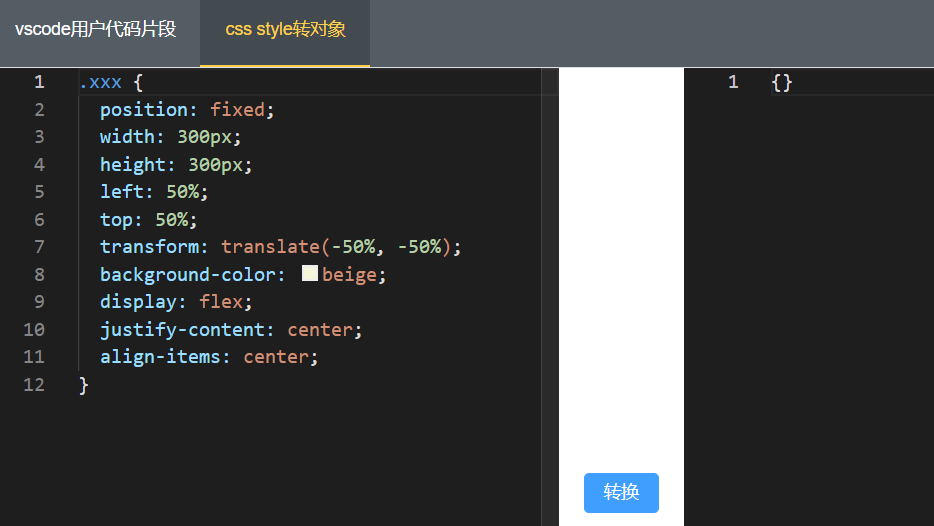 vscode用户代码片段 css style转对象
1 .xxx {
2 position: fixed;
3 width: 300px;
4 height: 300px;
5 left: 50%;
6 top: 50%;
7 transform: translate(-50%, -50%);
8 background-color: beige;
9 display: flex;
10 justify-content: center;
11 align-items: center;
12 }
转换
1 {}